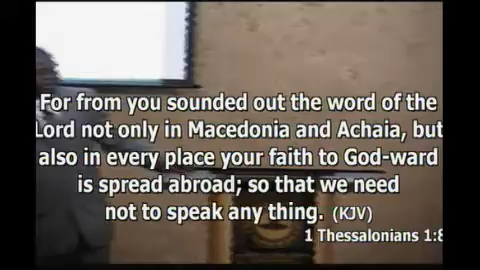 For from you sounded out the word of the
Lord not only in Macedonia and Achaia, but
also in every place your faith to God-ward
is spread abroad; so that we need
not to speak any thing. (KJV)
1 Thessalonians 1:8